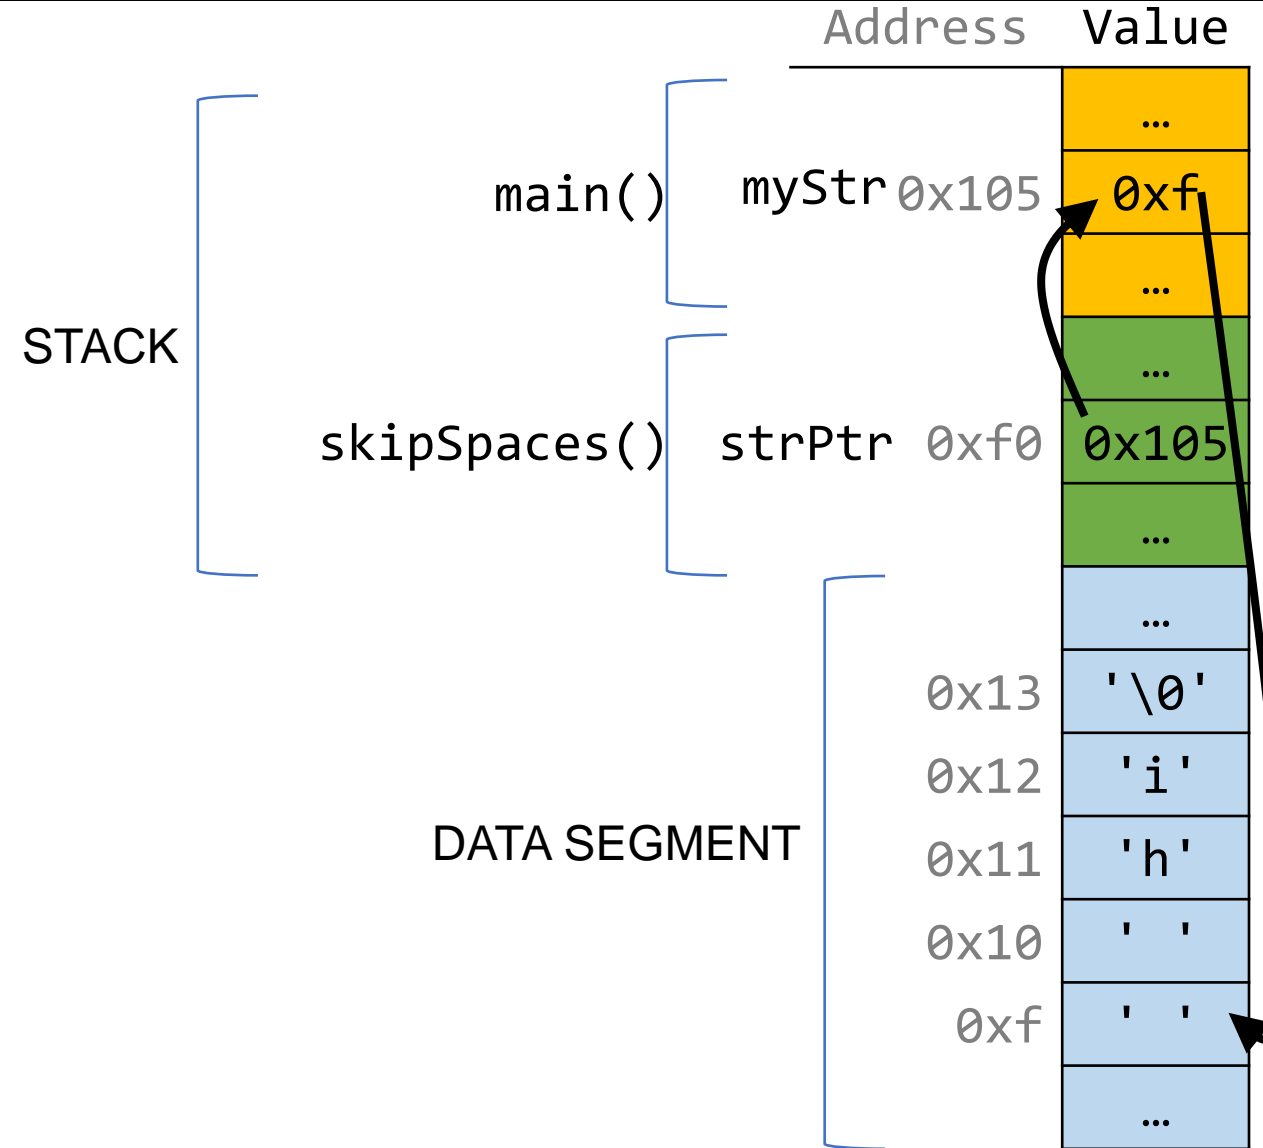 Address Value
…
main() myStr 0x105 0xf
…
STACK
…
skipSpaces() strPtr 0xf0 0x105
…
…
0x13 '\0'
0x12 'i'
DATA SEGMENT
0x11 'h'
0x10 ' '
0xf ' '
…